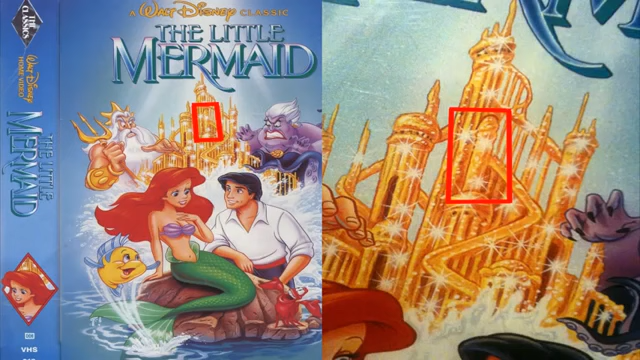 THE CLASSICS
WALT DISNEY
HOME VIDEO
THE LITTLE
MERMAID
VHS
A WALT DISNEY CLASSIC
THE LITTLE
MERMAID